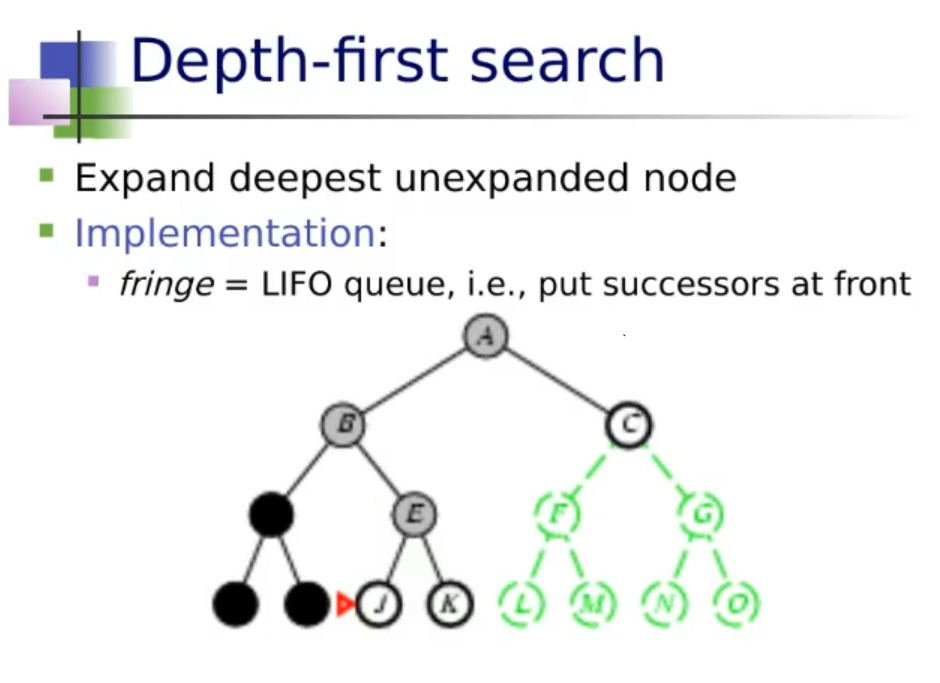 Depth-first search
Expand deepest unexpanded node
Implementation:
fringe = LIFO queue, i.e., put successors at front
A
B
C
E
F
G
J
K
L
M
N
O